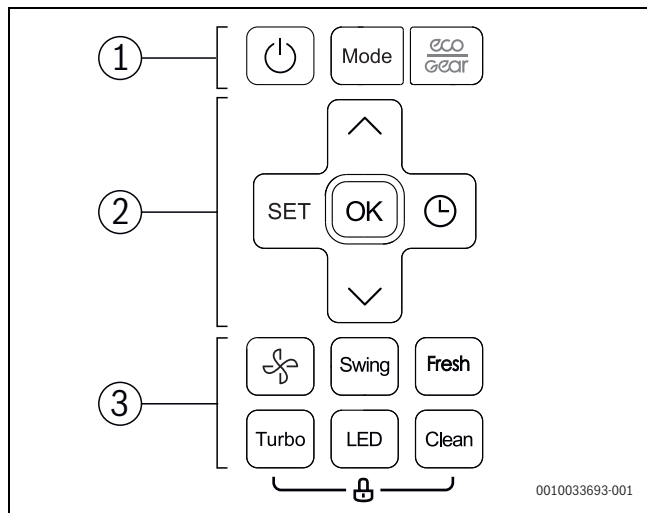 1
Mode
eco
Gear
2
SET
OK
3
Swing
Fresh
Turbo
LED
Clean
0010033693-001